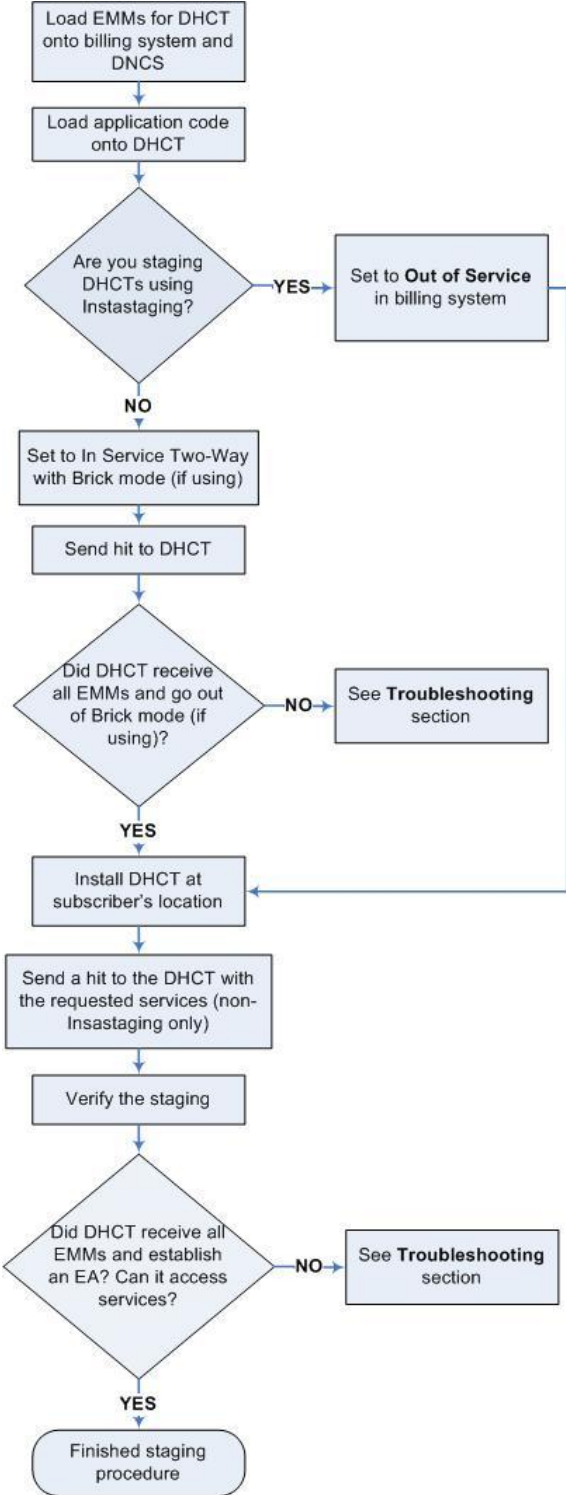 Load EMMs for DHCT
onto billing system and
DNCS
Load application code
onto DHCT
Are you staging
DHCTs using
Instastaging?
YES
Set to Out of Service
in billing system
NO
Set to In Service Two-Way
with Brick mode (if using)
Send hit to DHCT
Did DHCT receive
all EMMs and go out
of Brick mode (if
using)?
NO
See Troubleshooting
section
YES
Install DHCT at
subscriber's location
Send a hit to the DHCT with
the requested services (non-
Insastaging only)
Verify the staging
Did DHCT receive all
EMMs and establish
an EA? Can it access
services?
NO
See Troubleshooting
section
YES
Finished staging
procedure